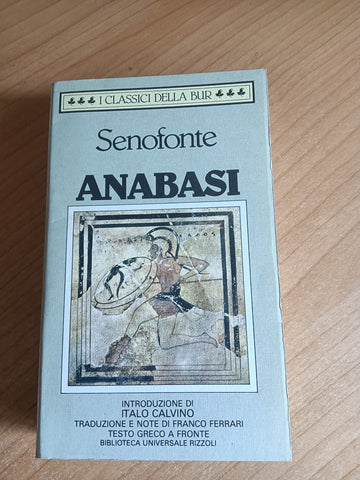 I CLASSICI DELLA BUR
Senofonte
ANABASI
INTRODUZIONE DI
ITALO CALVINO
TRADUZIONE E NOTE DI FRANCO FERRARI
TESTO GRECO A FRONTE
BIBLIOTECA UNIVERSALE RIZZOLI